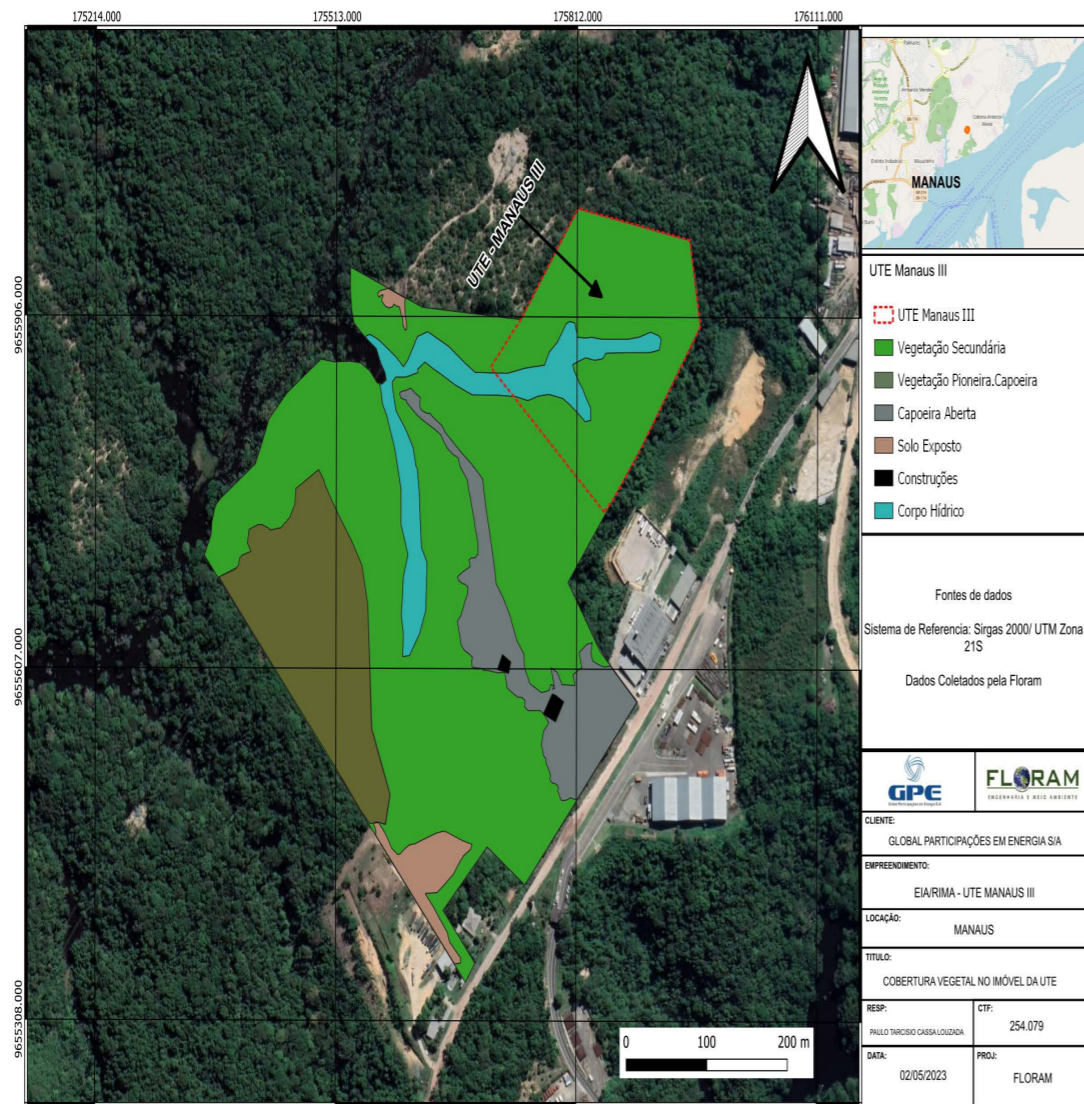 175214.000
175513.000
175812.000
176111.000
9655906.000
9655607.000
9655308.000
UTE - MANAUS III
0
100
200 m
MANAUS
UTE Manaus III
UTE Manaus III
Vegetação Secundária
Vegetação Pioneira.Capoeira
Capoeira Aberta
Solo Exposto
Construções
Corpo Hídrico
Fontes de dados
Sistema de Referencia: Sirgas 2000/ UTM Zona
21S
Dados Coletados pela Floram
GPE
FLORAM
ENGENHARIA E MEIO AMBIENTE
CLIENTE:
GLOBAL PARTICIPAÇÕES EM ENERGIA S/A
EMPREENDIMENTO:
EIA/RIMA - UTE MANAUS III
LOCAÇÃO:
MANAUS
TITULO:
COBERTURA VEGETAL NO IMÓVEL DA UTE
RESP:
PAULO TARCISIO CASSA LOUZADA
CTF:
254.079
DATA:
02/05/2023
PROJ:
FLORAM